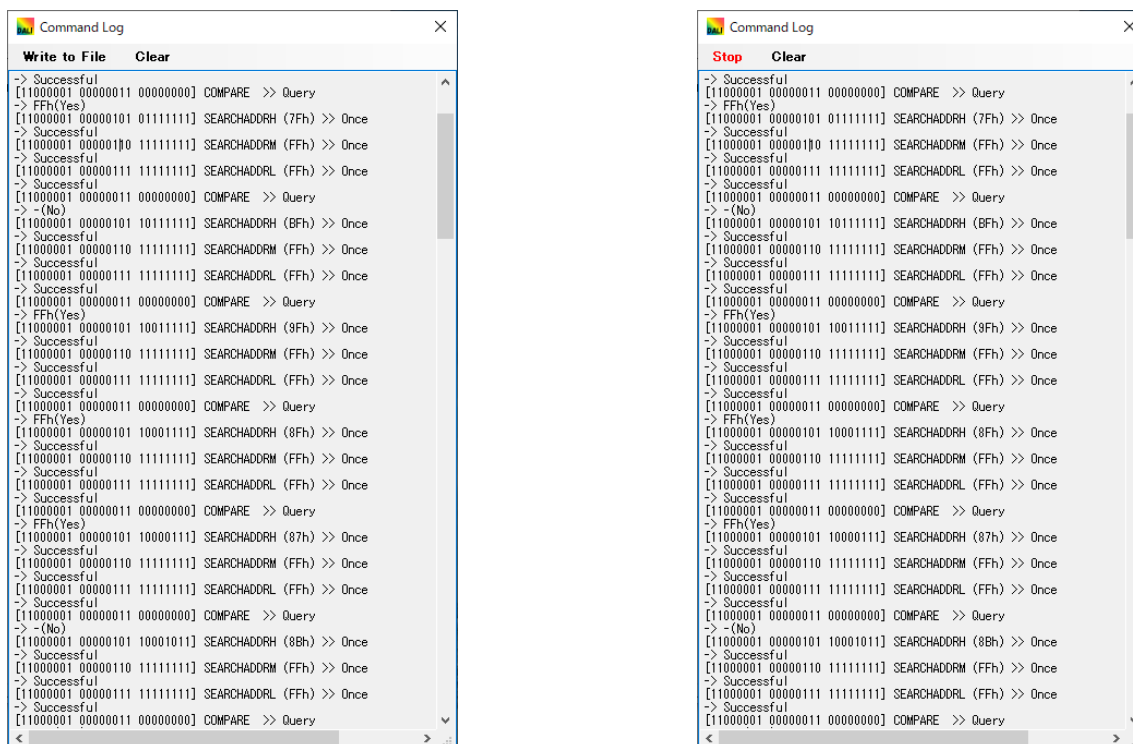 DALI Command Log
Write to File Clear
-> Successful
[11000001 00000011 00000000] COMPARE >> Query
-> FFh(Yes)
[11000001 00000101 01111111] SEARCHADDRH (7Fh) >> Once
-> Successful
[11000001 00000110 11111111] SEARCHADDRM (FFh) >> Once
-> Successful
[11000001 00000111 11111111] SEARCHADDRL (FFh) >> Once
-> Successful
[11000001 00000011 00000000] COMPARE >> Query
-> -(No)
[11000001 00000101 10111111] SEARCHADDRH (BFh) >> Once
-> Successful
[11000001 00000110 11111111] SEARCHADDRM (FFh) >> Once
-> Successful
[11000001 00000111 11111111] SEARCHADDRL (FFh) >> Once
-> Successful
[11000001 00000011 00000000] COMPARE >> Query
-> FFh(Yes)
[11000001 00000101 10011111] SEARCHADDRH (9Fh) >> Once
-> Successful
[11000001 00000110 11111111] SEARCHADDRM (FFh) >> Once
-> Successful
[11000001 00000111 11111111] SEARCHADDRL (FFh) >> Once
-> Successful
[11000001 00000011 00000000] COMPARE >> Query
-> FFh(Yes)
[11000001 00000101 10001111] SEARCHADDRH (8Fh) >> Once
-> Successful
[11000001 00000110 11111111] SEARCHADDRM (FFh) >> Once
-> Successful
[11000001 00000111 11111111] SEARCHADDRL (FFh) >> Once
-> Successful
[11000001 00000011 00000000] COMPARE >> Query
-> FFh(Yes)
[11000001 00000101 10000111] SEARCHADDRH (87h) >> Once
-> Successful
[11000001 00000110 11111111] SEARCHADDRM (FFh) >> Once
-> Successful
[11000001 00000111 11111111] SEARCHADDRL (FFh) >> Once
-> Successful
[11000001 00000011 00000000] COMPARE >> Query
-> -(No)
[11000001 00000101 10001011] SEARCHADDRH (8Bh) >> Once
-> Successful
[11000001 00000110 11111111] SEARCHADDRM (FFh) >> Once
-> Successful
[11000001 00000111 11111111] SEARCHADDRL (FFh) >> Once
-> Successful
[11000001 00000011 00000000] COMPARE >> Query
DALI Command Log
Stop Clear
-> Successful
[11000001 00000011 00000000] COMPARE >> Query
-> FFh(Yes)
[11000001 00000101 01111111] SEARCHADDRH (7Fh) >> Once
-> Successful
[11000001 00000110 11111111] SEARCHADDRM (FFh) >> Once
-> Successful
[11000001 00000111 11111111] SEARCHADDRL (FFh) >> Once
-> Successful
[11000001 00000011 00000000] COMPARE >> Query
-> -(No)
[11000001 00000101 10111111] SEARCHADDRH (BFh) >> Once
-> Successful
[11000001 00000110 11111111] SEARCHADDRM (FFh) >> Once
-> Successful
[11000001 00000111 11111111] SEARCHADDRL (FFh) >> Once
-> Successful
[11000001 00000011 00000000] COMPARE >> Query
-> FFh(Yes)
[11000001 00000101 10011111] SEARCHADDRH (9Fh) >> Once
-> Successful
[11000001 00000110 11111111] SEARCHADDRM (FFh) >> Once
-> Successful
[11000001 00000111 11111111] SEARCHADDRL (FFh) >> Once
-> Successful
[11000001 00000011 00000000] COMPARE >> Query
-> FFh(Yes)
[11000001 00000101 10001111] SEARCHADDRH (8Fh) >> Once
-> Successful
[11000001 00000110 11111111] SEARCHADDRM (FFh) >> Once
-> Successful
[11000001 00000111 11111111] SEARCHADDRL (FFh) >> Once
-> Successful
[11000001 00000011 00000000] COMPARE >> Query
-> FFh(Yes)
[11000001 00000101 10000111] SEARCHADDRH (87h) >> Once
-> Successful
[11000001 00000110 11111111] SEARCHADDRM (FFh) >> Once
-> Successful
[11000001 00000111 11111111] SEARCHADDRL (FFh) >> Once
-> Successful
[11000001 00000011 00000000] COMPARE >> Query
-> -(No)
[11000001 00000101 10001011] SEARCHADDRH (8Bh) >> Once
-> Successful
[11000001 00000110 11111111] SEARCHADDRM (FFh) >> Once
-> Successful
[11000001 00000111 11111111] SEARCHADDRL (FFh) >> Once
-> Successful
[11000001 00000011 00000000] COMPARE >> Query